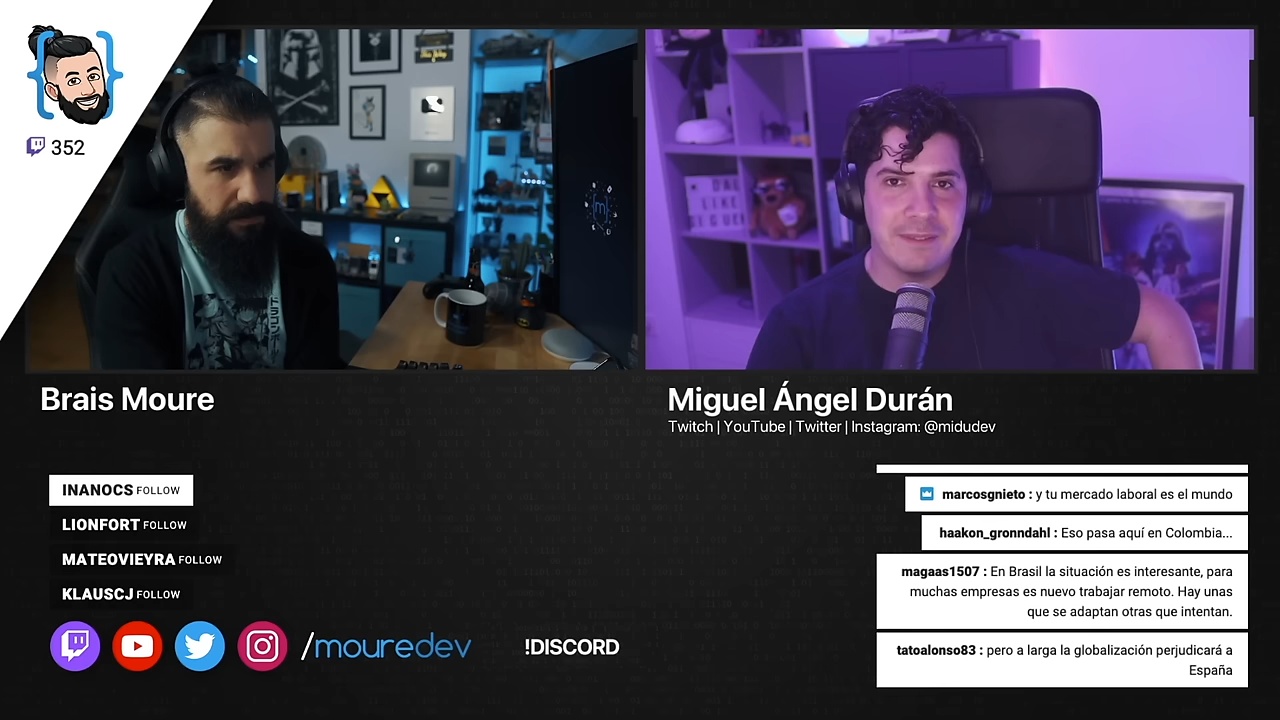 352
Brais Moure
Miguel Ángel Durán
Twitch | YouTube | Twitter | Instagram: @midudev
INANOCS FOLLOW
LIONFORT FOLLOW
MATEOVIEYRA FOLLOW
KLAUSCJ FOLLOW
/mouredev
!DISCORD
marcosgnieto : y tu mercado laboral es el mundo
haakon_gronndahl : Eso pasa aquí en Colombia...
magaas1507 : En Brasil la situación es interesante, para
muchas empresas es nuevo trabajar remoto. Hay unas
que se adaptan otras que intentan.
tatoalonso83 : pero a larga la globalización perjudicará a
España